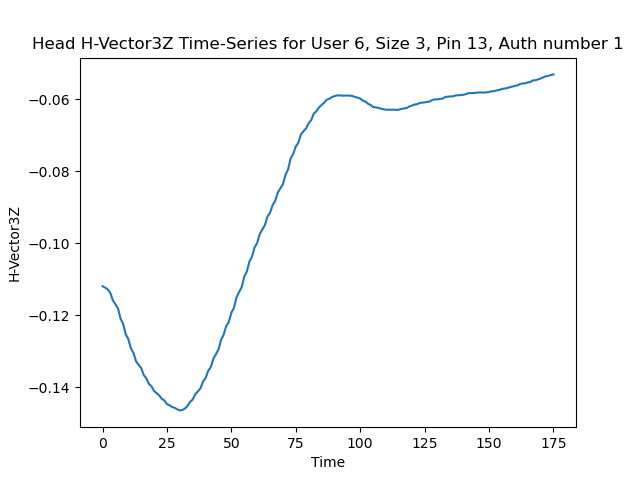 Head H-Vector3Z Time-Series for User 6, Size 3, Pin 13, Auth number 1
−0.06
−0.08
−0.10
−0.12
−0.14
H-Vector3Z
0 25 50 75 100 125 150 175
Time